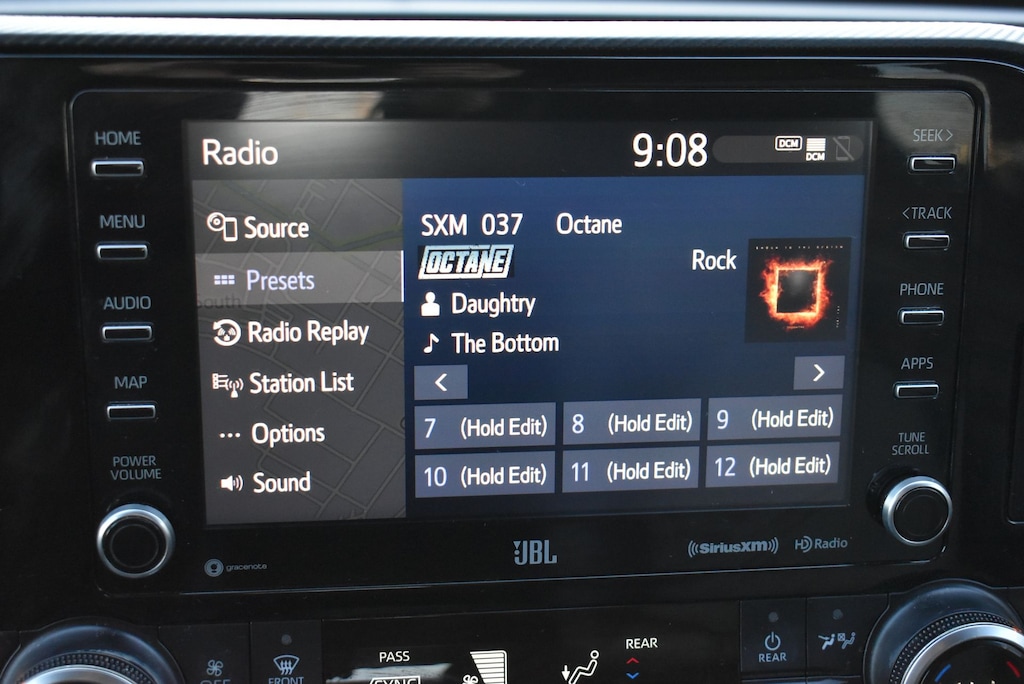 HOME
MENU
AUDIO
MAP
POWER
VOLUME
Radio
9:08
DCM
DCM
Source
Presets
South
Radio Replay
Station List
Options
Sound
SXM 037 Octane
OCTANE
Rock
Daughtry
The Bottom
<
>
7 (Hold Edit)
8 (Hold Edit)
9 (Hold Edit)
10 (Hold Edit)
11 (Hold Edit)
12 (Hold Edit)
SEEK >
< TRACK
PHONE
APPS
TUNE
SCROLL
gracenote
JBL
SiriusXM
HD Radio
OFF
FRONT
PASS
SYNC
REAR
REAR